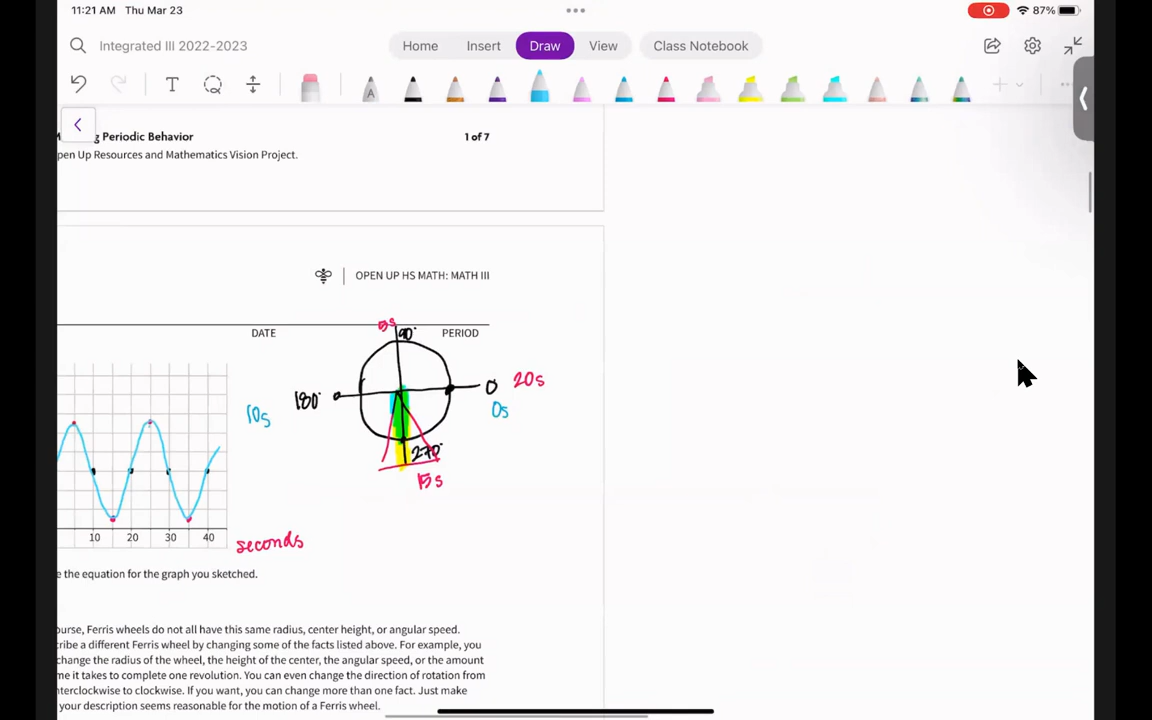 11:21 AM Thu Mar 23
87%
Integrated III 2022-2023
Home
Insert
Draw
View
Class Notebook
T
A
g Periodic Behavior
1 of 7
pen Up Resources and Mathematics Vision Project.
OPEN UP HS MATH: MATH III
DATE
PERIOD
5s
90°
180°
0
20s
0s
10s
270°
15s
10 20 30 40
seconds
e the equation for the graph you sketched.
ourse, Ferris wheels do not all have this same radius, center height, or angular speed.
cribe a different Ferris wheel by changing some of the facts listed above. For example, you
change the radius of the wheel, the height of the center, the angular speed, or the amount
me it takes to complete one revolution. You can even change the direction of rotation from
nterclockwise to clockwise. If you want, you can change more than one fact. Just make
your description seems reasonable for the motion of a Ferris wheel.